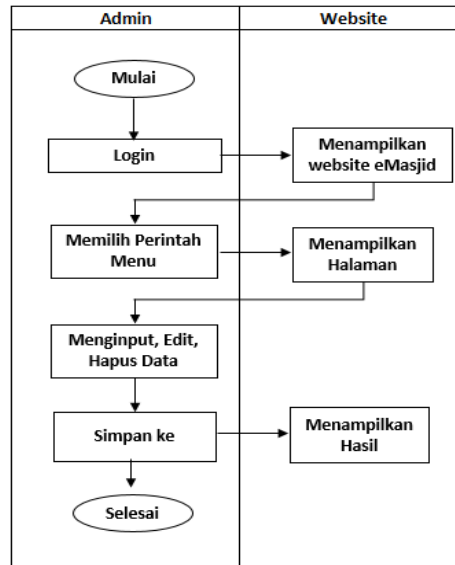 Admin
Website
Mulai
Login
Menampilkan
website eMasjid
Memilih Perintah
Menu
Menampilkan
Halaman
Menginput, Edit,
Hapus Data
Simpan ke
Menampilkan
Hasil
Selesai